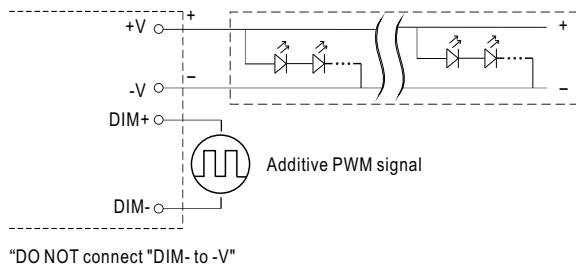 +V
+
+
-V
–
–
DIM+
Additive PWM signal
DIM-
“DO NOT connect "DIM- to -V"